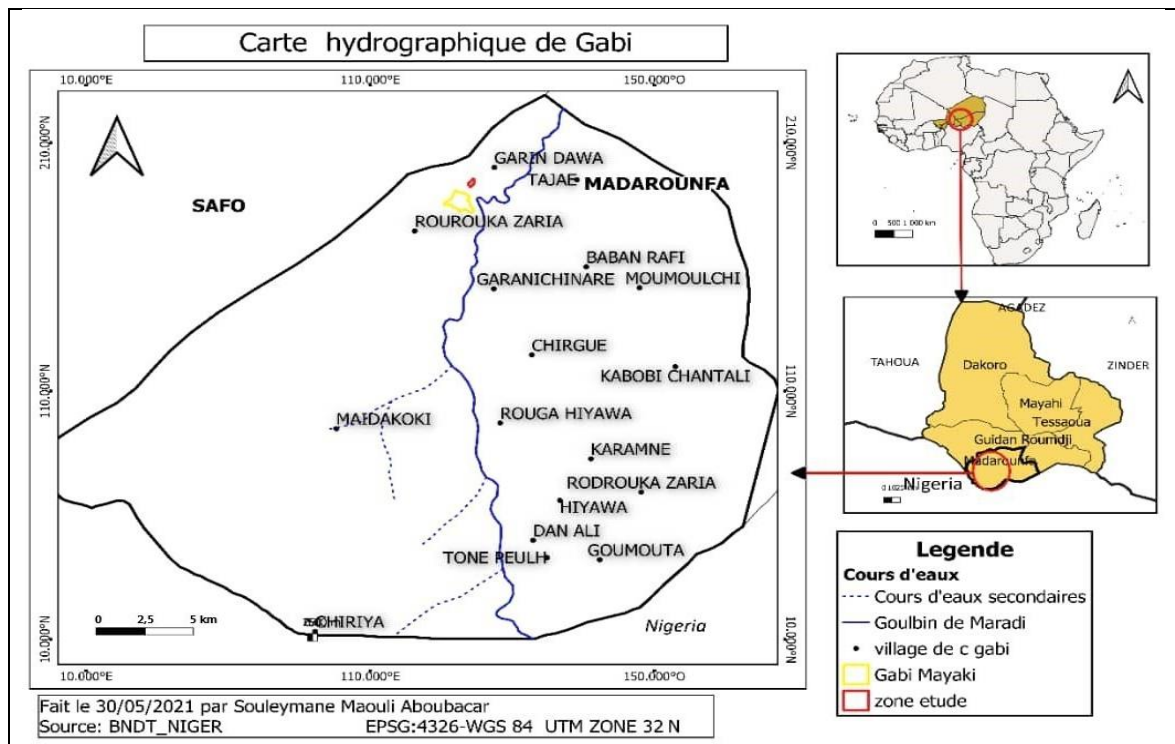 Carte hydrographique de Gabi
10.000°E
110.000°E
150.000°O
210.000°N
210.000°N
110.000°N
110.000°N
10.000°N
10.000°N
10.000°E
110.000°E
150.000°O
SAFO
GARIN DAWA
TAJAE
MADAROUNFA
ROUROUKA ZARIA
BABAN RAFI
GARANICHINARE
MOUMOULCHI
CHIRGUE
KABOBI CHANTALI
MAIDAKOKI
ROUGA HIYAWA
KARAMNE
RODROUKA ZARIA
HIYAWA
DAN ALI
TONE PEULH
GOUMOUTA
CHIRIYA
Nigeria
0 2,5 5 km
Fait le 30/05/2021 par Souleymane Maouli Aboubacar
Source: BNDT_NIGER EPSG:4326-WGS 84 UTM ZONE 32 N
0 500 1 000 km
AGADEZ
TAHOUA
ZINDER
Dakoro
Mayahi
Tessaoua
Guidan Roumdji
Madarounfa
Nigeria
Legende
Cours d'eaux
Cours d'eaux secondaires
Goulbin de Maradi
village de c gabi
Gabi Mayaki
zone etude